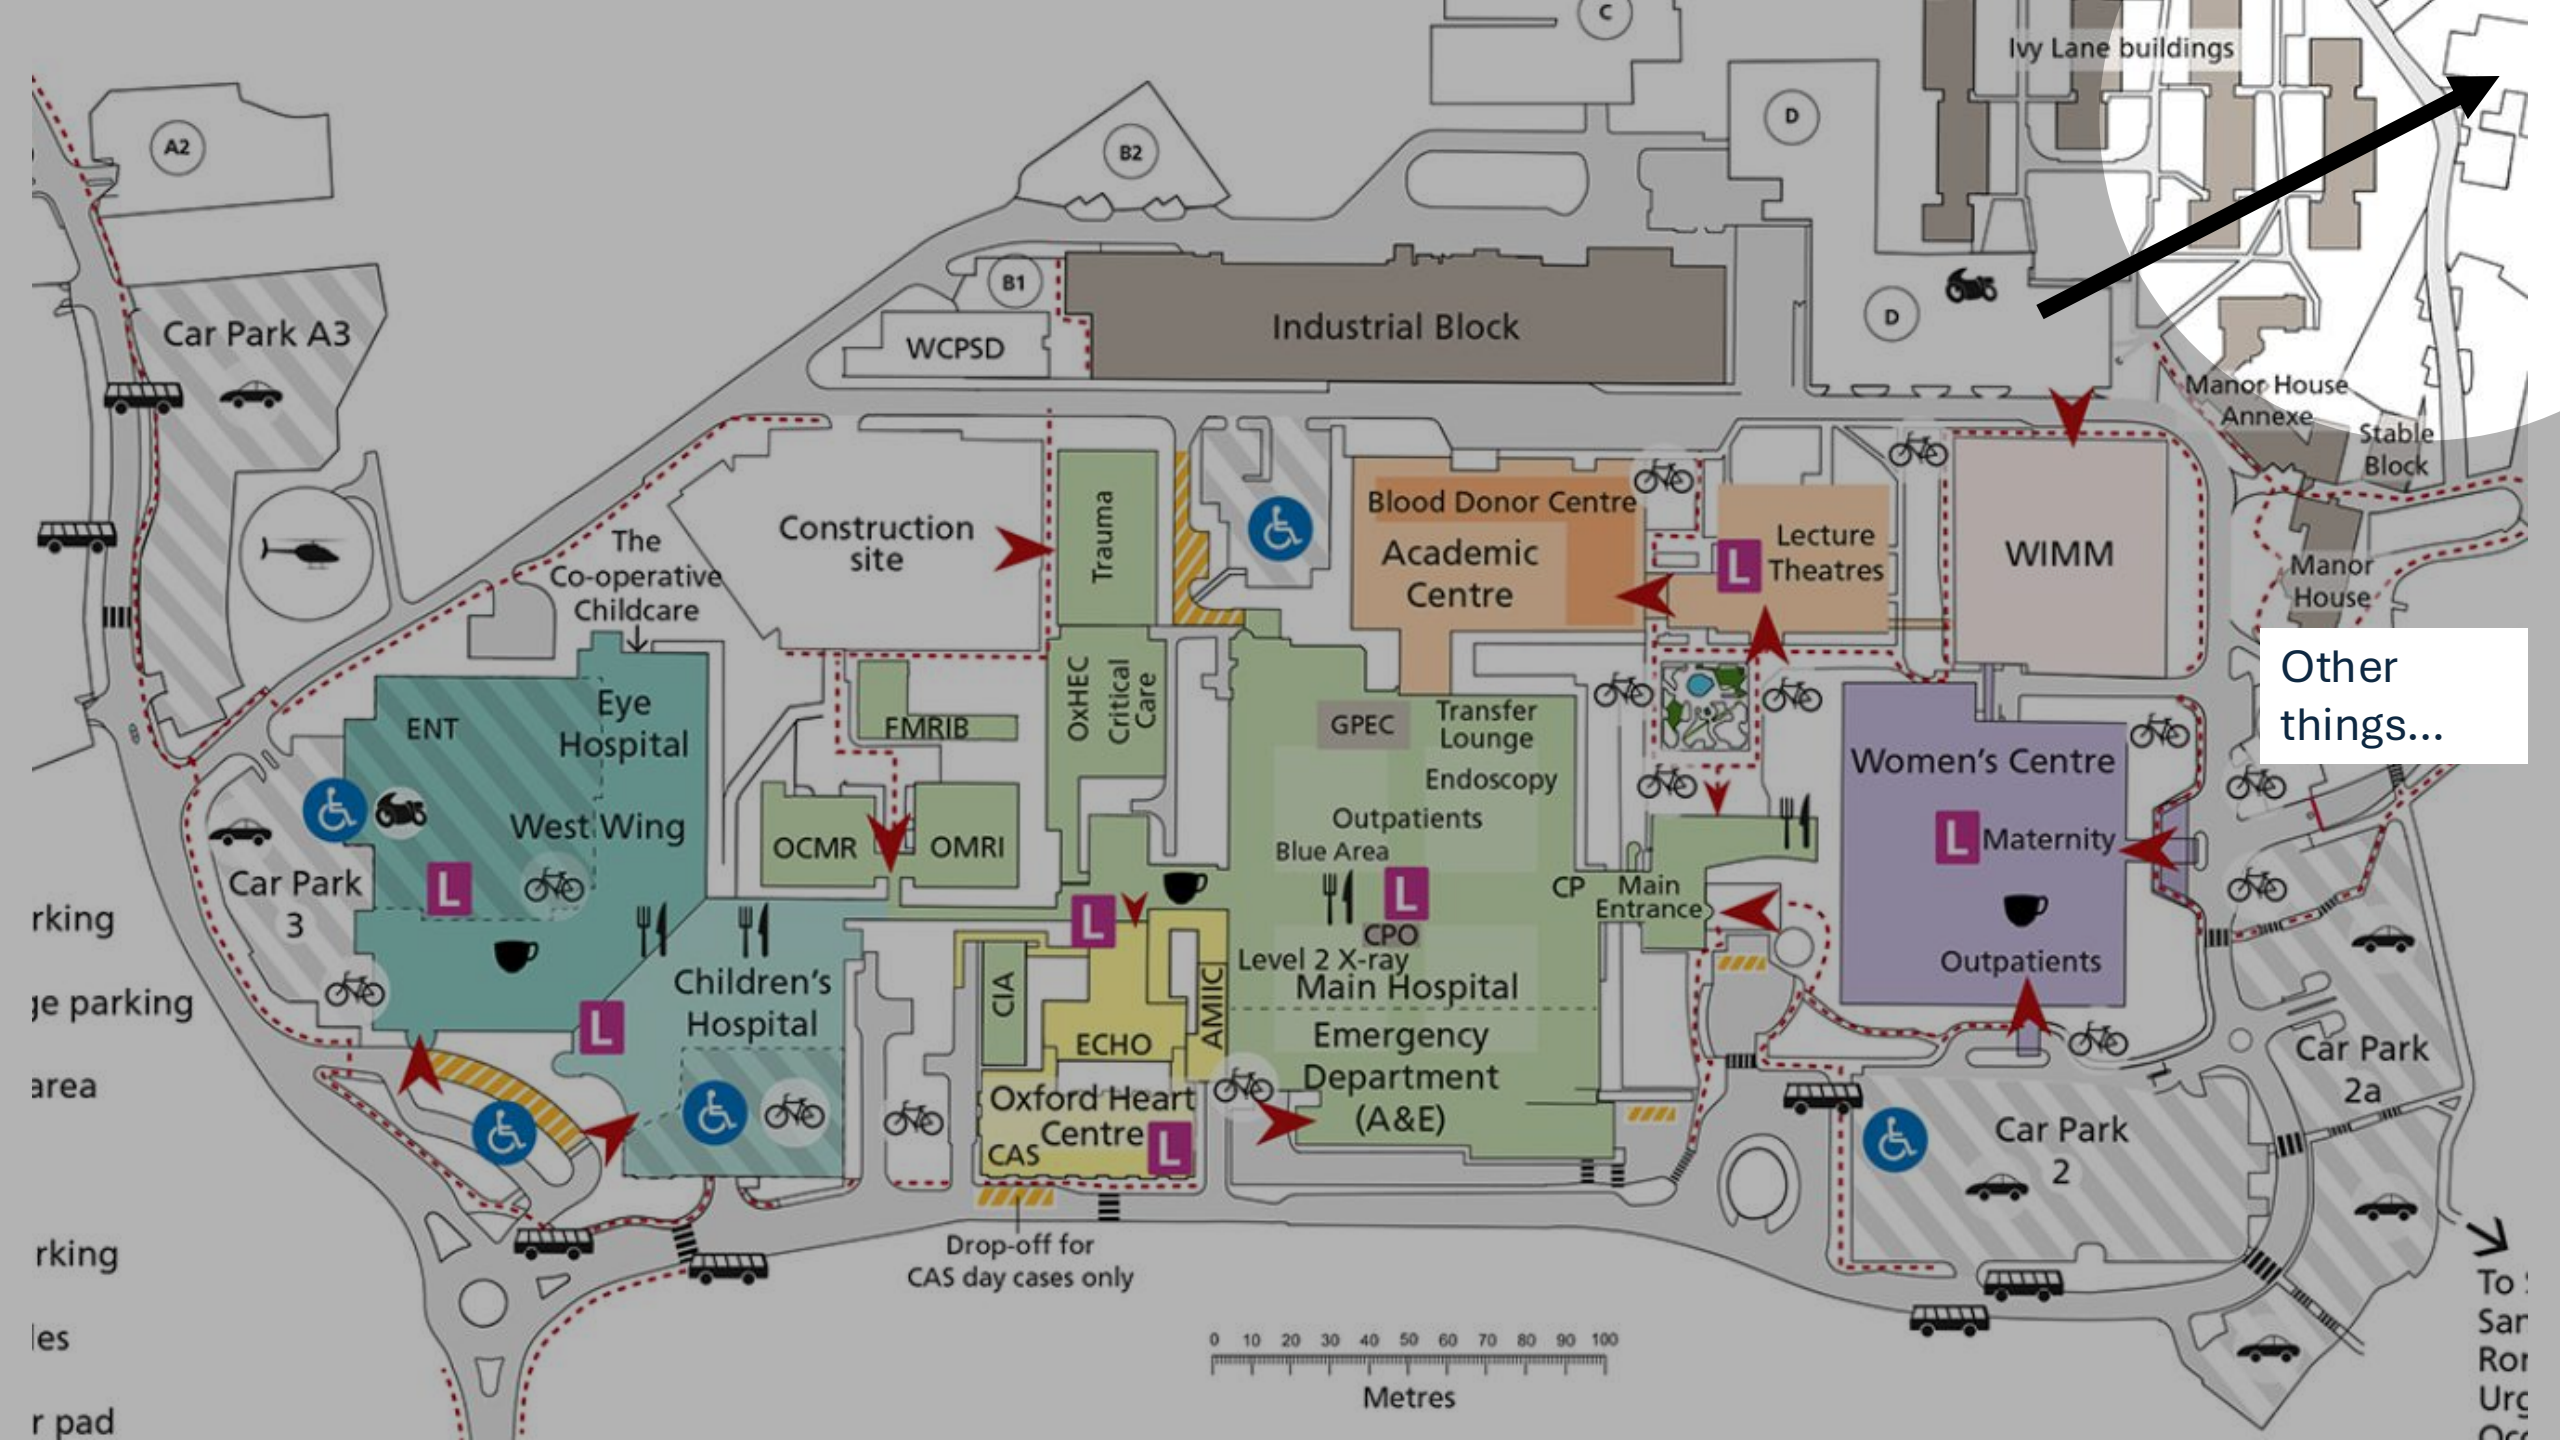 C
Ivy Lane buildings
A2
B2
D
B1
D
Car Park A3
WCPSD
Industrial Block
Manor House
Annexe
Stable
Block
Blood Donor Centre
Academic
Centre
L
Lecture
Theatres
WIMM
Manor
House
Construction
site
Trauma
The
Co-operative
Childcare
Other
things...
ENT
Eye
Hospital
West Wing
L
FMRIB
OxHEC
Critical
Care
GPEC
Transfer
Lounge
Endoscopy
Outpatients
Blue Area
L
CPO
Level 2 X-ray
Main Hospital
Emergency
Department
(A&E)
CP
Main
Entrance
Women's Centre
L Maternity
Outpatients
OCMR
OMRI
L
Car Park
3
Children's
Hospital
L
CIA
ECHO
AMIIC
Oxford Heart
Centre
CAS
L
Car Park
2a
Car Park
2
rking
ge parking
area
rking
les
r pad
Drop-off for
CAS day cases only
0 10 20 30 40 50 60 70 80 90 100
Metres
To
San
Ror
Urg